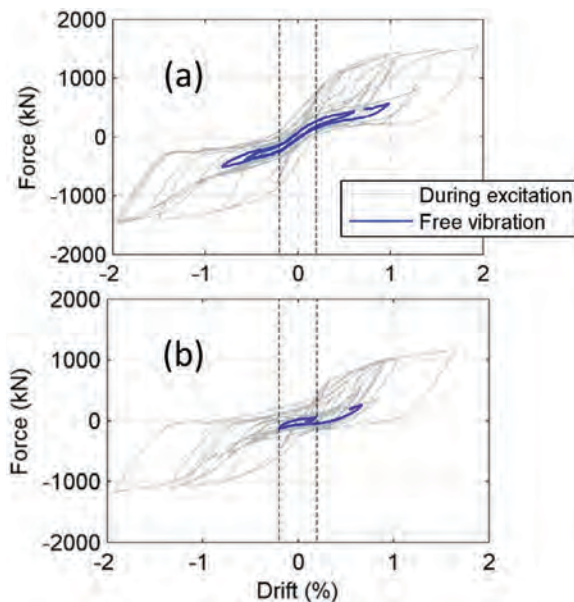 2000
(a)
1000
Force (kN)
0
-1000
-2000
-2 -1 0 1 2
During excitation
Free vibration
2000
(b)
1000
Force (kN)
0
-1000
-2000
-2 -1 0 1 2
Drift (%)